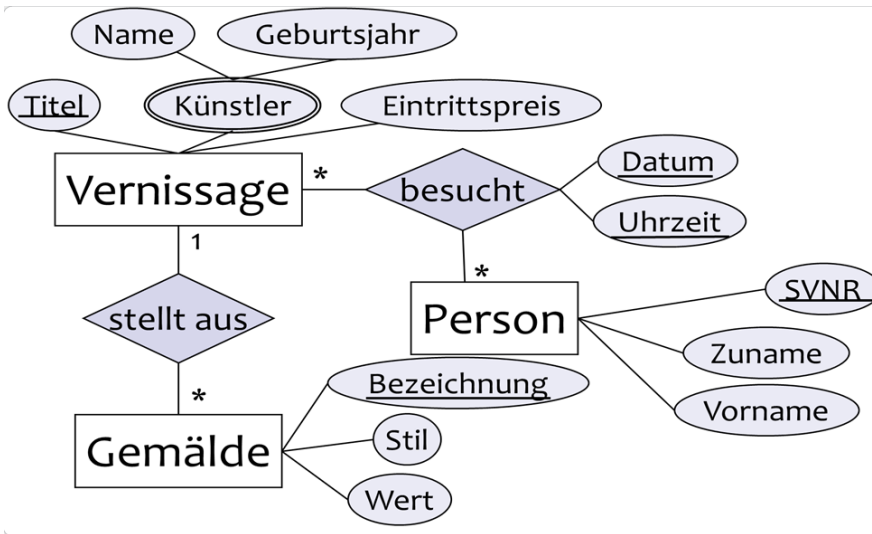 Name
Geburtsjahr
Titel
Künstler
Eintrittspreis
Vernissage
*
besucht
Datum
Uhrzeit
1
*
stellt aus
Person
SVNR
Zuname
Vorname
*
Bezeichnung
Gemälde
Stil
Wert